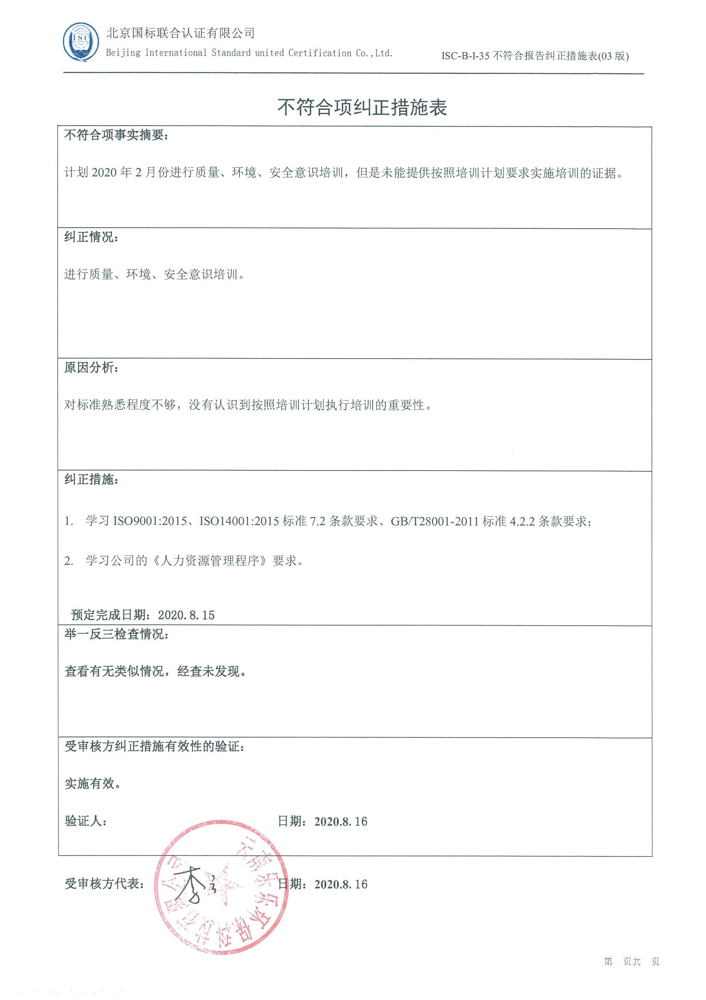 北京国标联合认证有限公司
Beijing International Standard united Certification Co.,Ltd.
ISC-B-I-35 不符合报告纠正措施表(03 版)
ISC
不符合项纠正措施表
不符合项事实摘要：
计划 2020 年 2 月份进行质量、环境、安全意识培训，但是未能提供按照培训计划要求实施培训的证据。
纠正情况：
进行质量、环境、安全意识培训。
原因分析：
对标准熟悉程度不够，没有认识到按照培训计划执行培训的重要性。
纠正措施：
1. 学习 ISO9001:2015、ISO14001:2015 标准 7.2 条款要求、GB/T28001-2011 标准 4.2.2 条款要求；
2. 学习公司的《人力资源管理程序》要求。
预定完成日期：2020.8.15
举一反三检查情况：
查看有无类似情况，经查未发现。
受审核方纠正措施有效性的验证：
实施有效。
验证人： 日期：2020.8.16
受审核方代表： 李 日期：2020.8.16
云南乐乐环保科技有限公司
第 页共 页